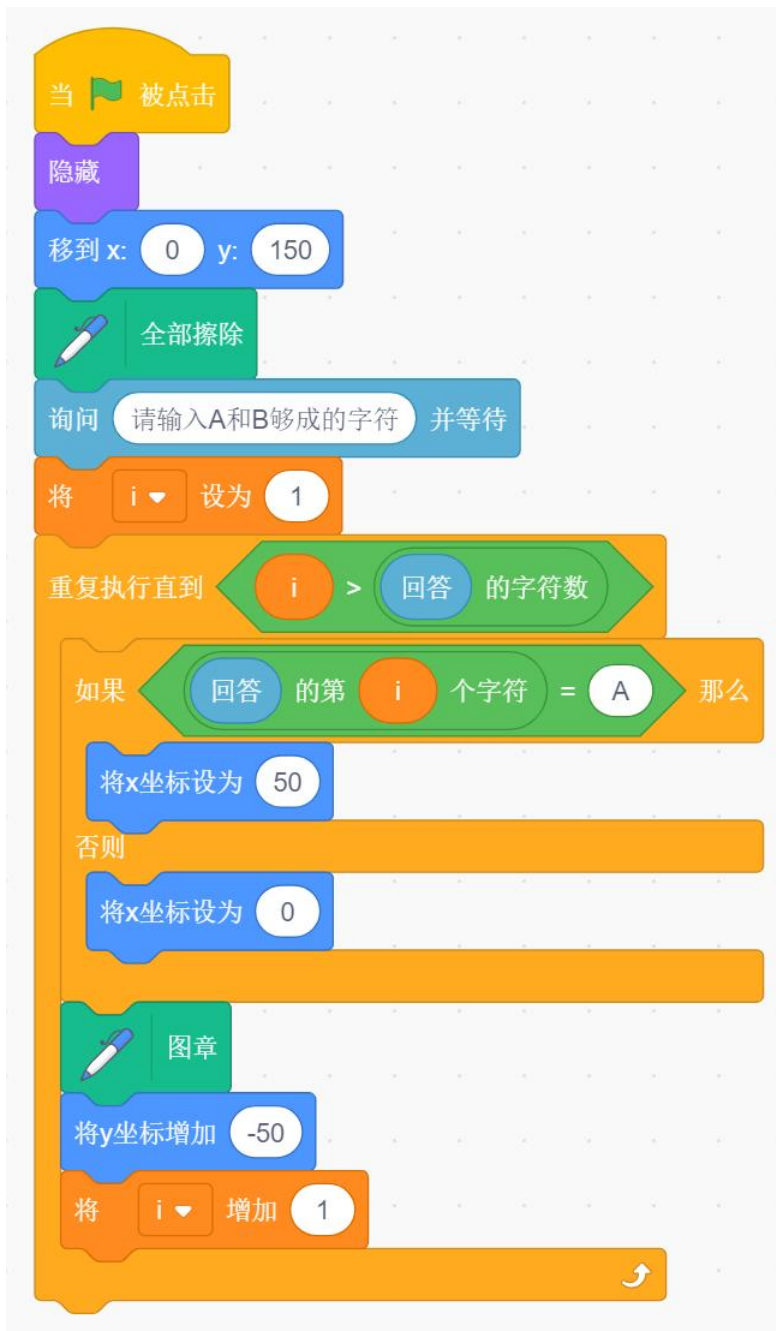 当 被点击
隐藏
移到 x: 0 y: 150
全部擦除
询问 请输入A和B够成的字符 并等待
将 i 设为 1
重复执行直到 i > 回答 的字符数
如果 回答 的第 i 个字符 = A 那么
将x坐标设为 50
否则
将x坐标设为 0
图章
将y坐标增加 -50
将 i 增加 1